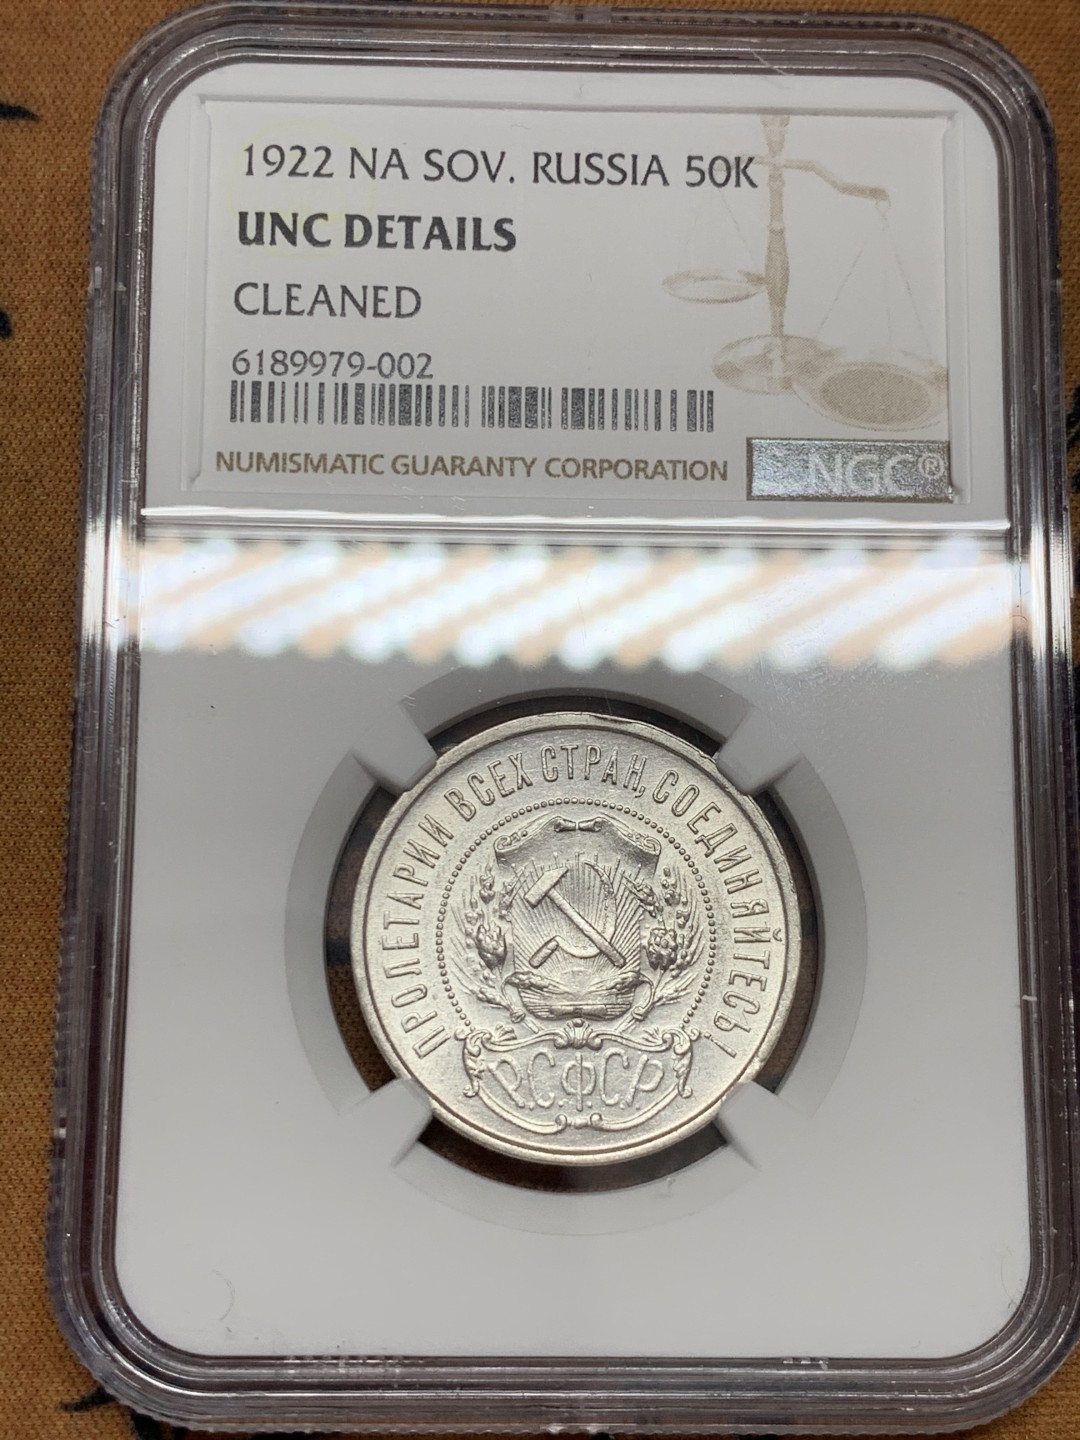 1922 NA SOV. RUSSIA 50K
UNC DETAILS
CLEANED
6189979-002
NUMISMATIC GUARANTY CORPORATION
NGC®
ПРОЛЕТАРИИ ВСЕХ СТРАН, СОЕДИНЯЙТЕСЬ!
Р.С.Ф.С.Р.